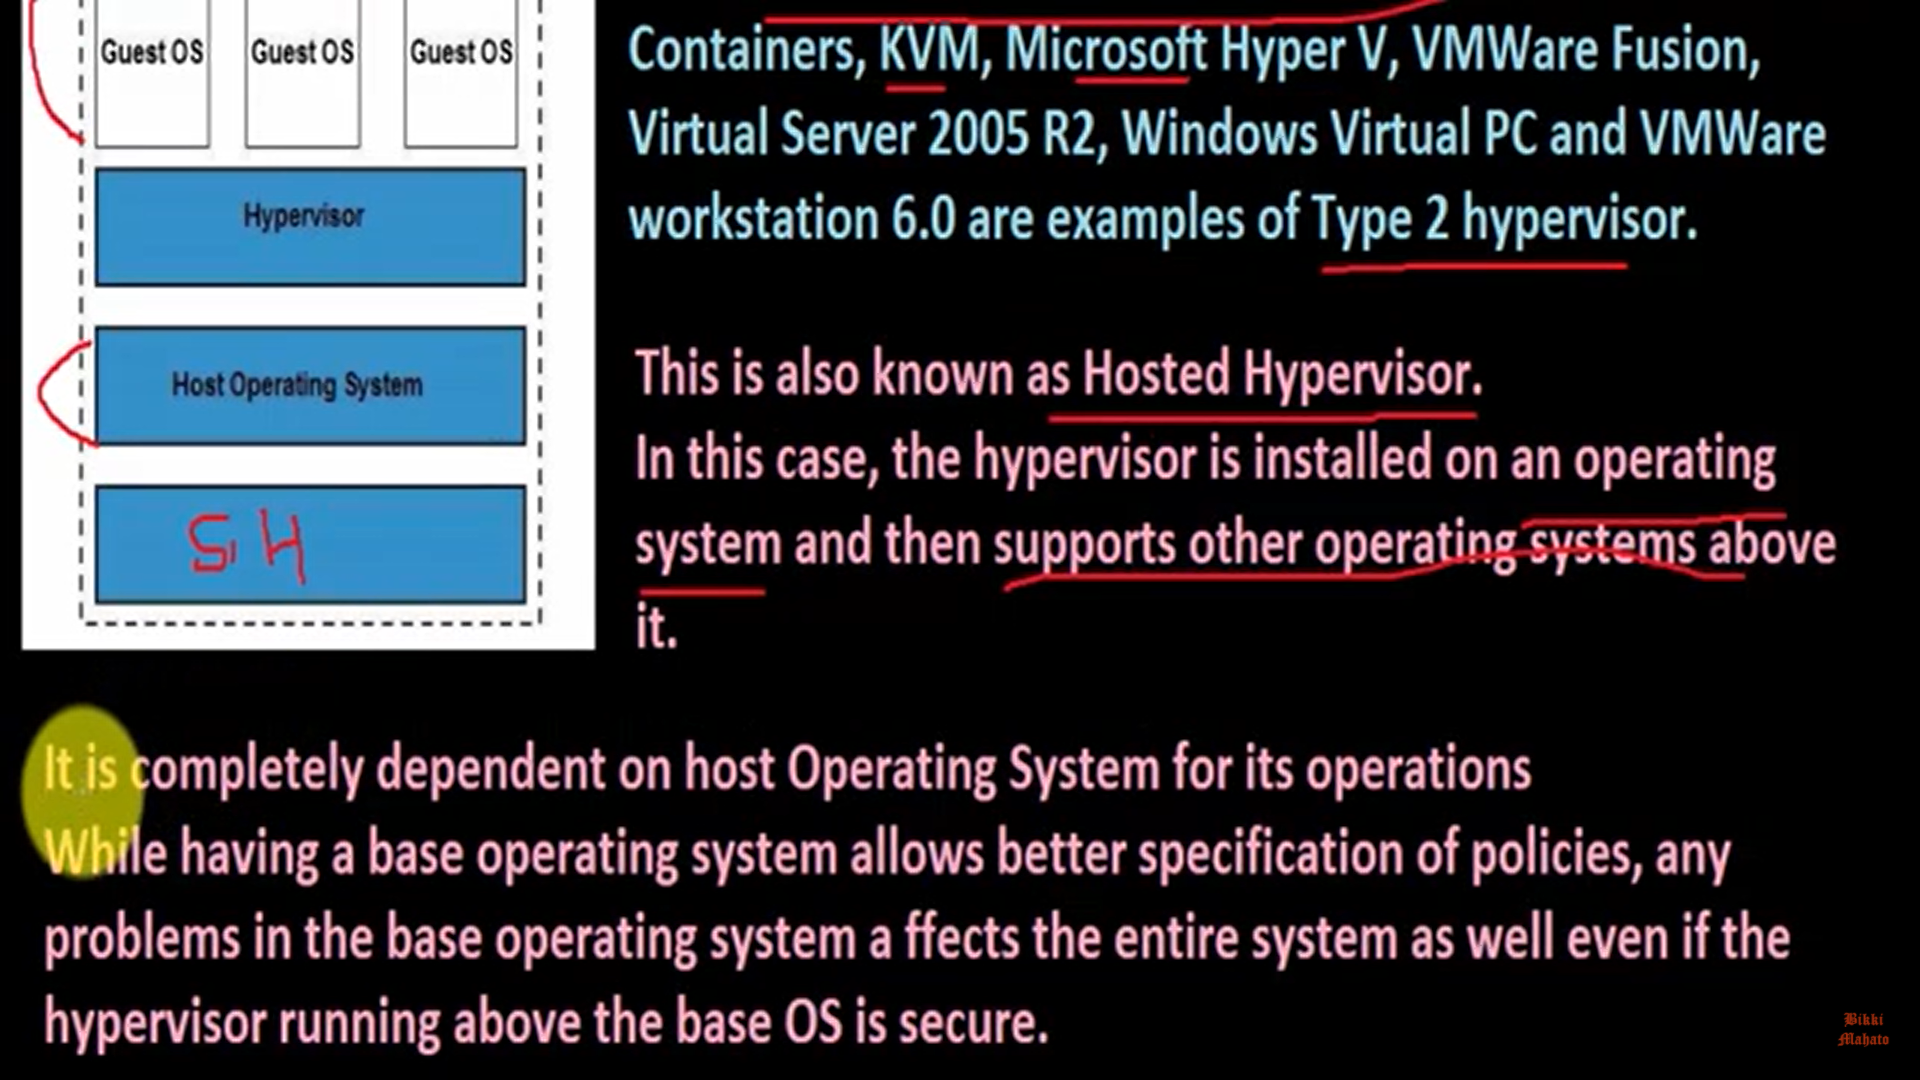 Guest OS Guest OS Guest OS
Hypervisor
Host Operating System
S H
Containers, KVM, Microsoft Hyper V, VMWare Fusion,
Virtual Server 2005 R2, Windows Virtual PC and VMWare
workstation 6.0 are examples of Type 2 hypervisor.
This is also known as Hosted Hypervisor.
In this case, the hypervisor is installed on an operating
system and then supports other operating systems above
it.
It is completely dependent on host Operating System for its operations
While having a base operating system allows better specification of policies, any
problems in the base operating system a ffects the entire system as well even if the
hypervisor running above the base OS is secure.
Bikki
Mahato